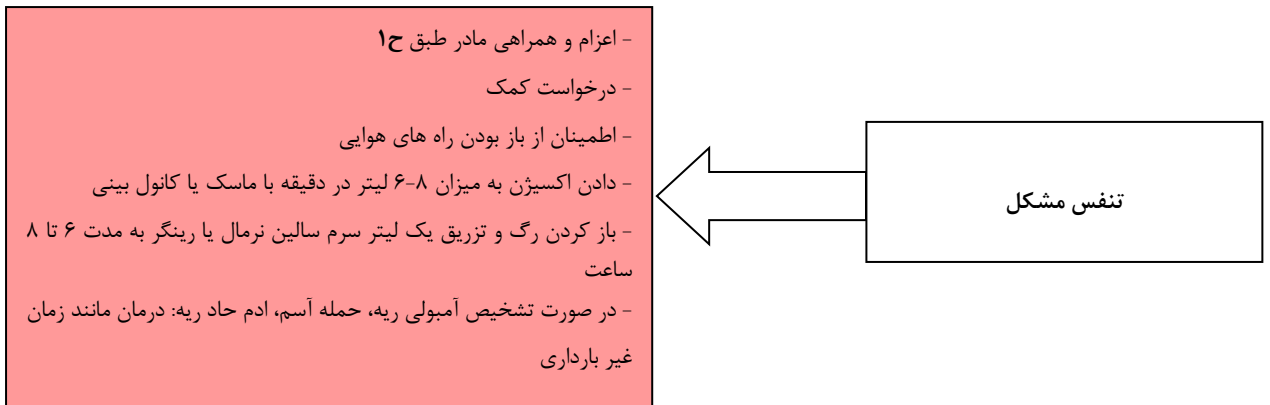 تنفس مشکل
- اعزام و همراهی مادر طبق ح۱
- درخواست کمک
- اطمینان از باز بودن راه های هوایی
- دادن اکسیژن به میزان ۸-۶ لیتر در دقیقه با ماسک یا کانول بینی
- باز کردن رگ و تزریق یک لیتر سرم سالین نرمال یا رینگر به مدت ۶ تا ۸
ساعت
- در صورت تشخیص آمبولی ریه، حمله آسم، ادم حاد ریه: درمان مانند زمان
غیر بارداری